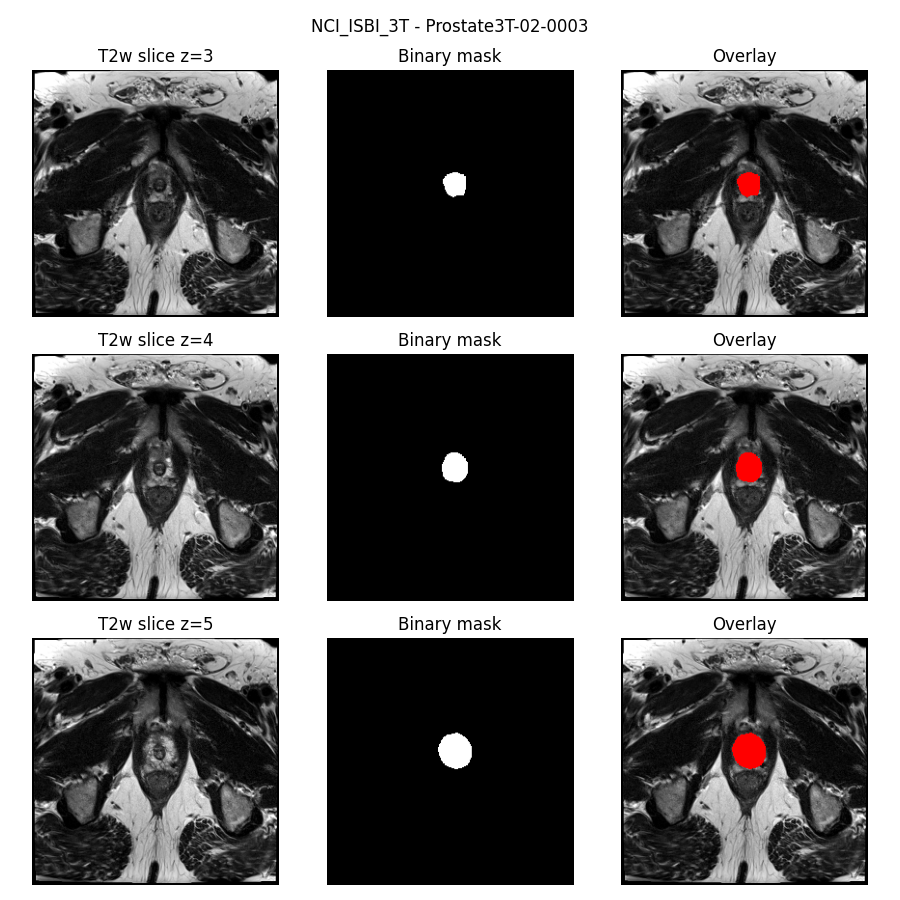 NCI_ISBI_3T - Prostate3T-02-0003
T2w slice z=3 Binary mask Overlay
T2w slice z=4 Binary mask Overlay
T2w slice z=5 Binary mask Overlay